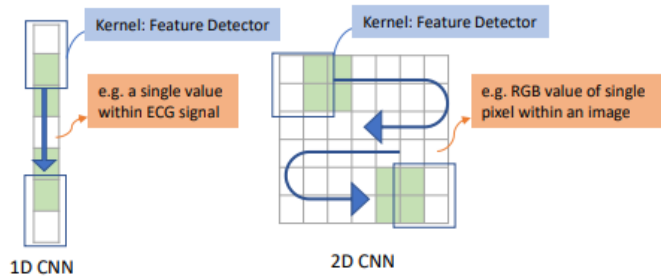 Kernel: Feature Detector
e.g. a single value
within ECG signal
1D CNN
Kernel: Feature Detector
e.g. RGB value of single
pixel within an image
2D CNN